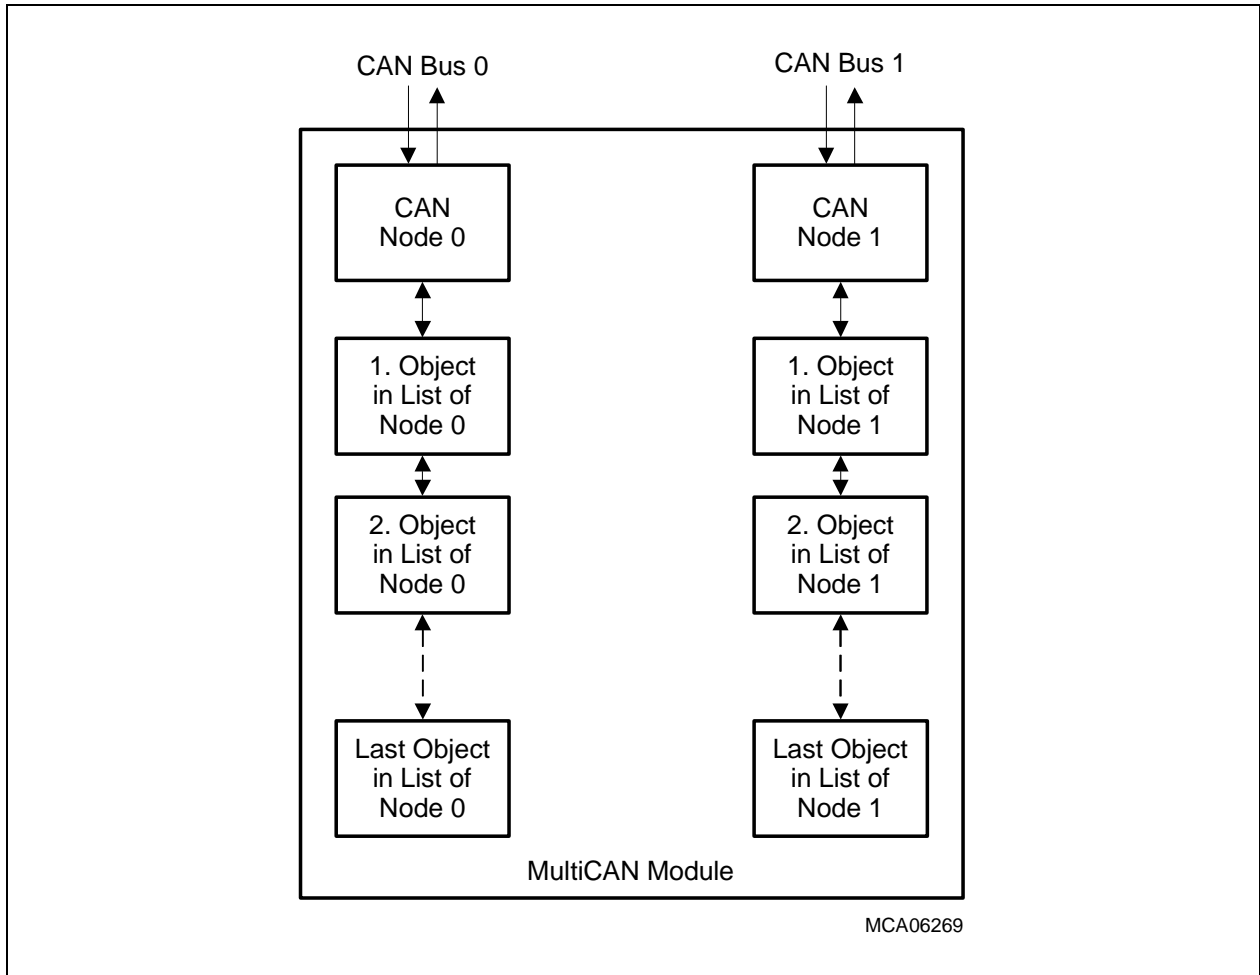 CAN Bus 0
CAN Bus 1
CAN
Node 0
CAN
Node 1
1. Object
in List of
Node 0
1. Object
in List of
Node 1
2. Object
in List of
Node 0
2. Object
in List of
Node 1
Last Object
in List of
Node 0
Last Object
in List of
Node 1
MultiCAN Module
MCA06269